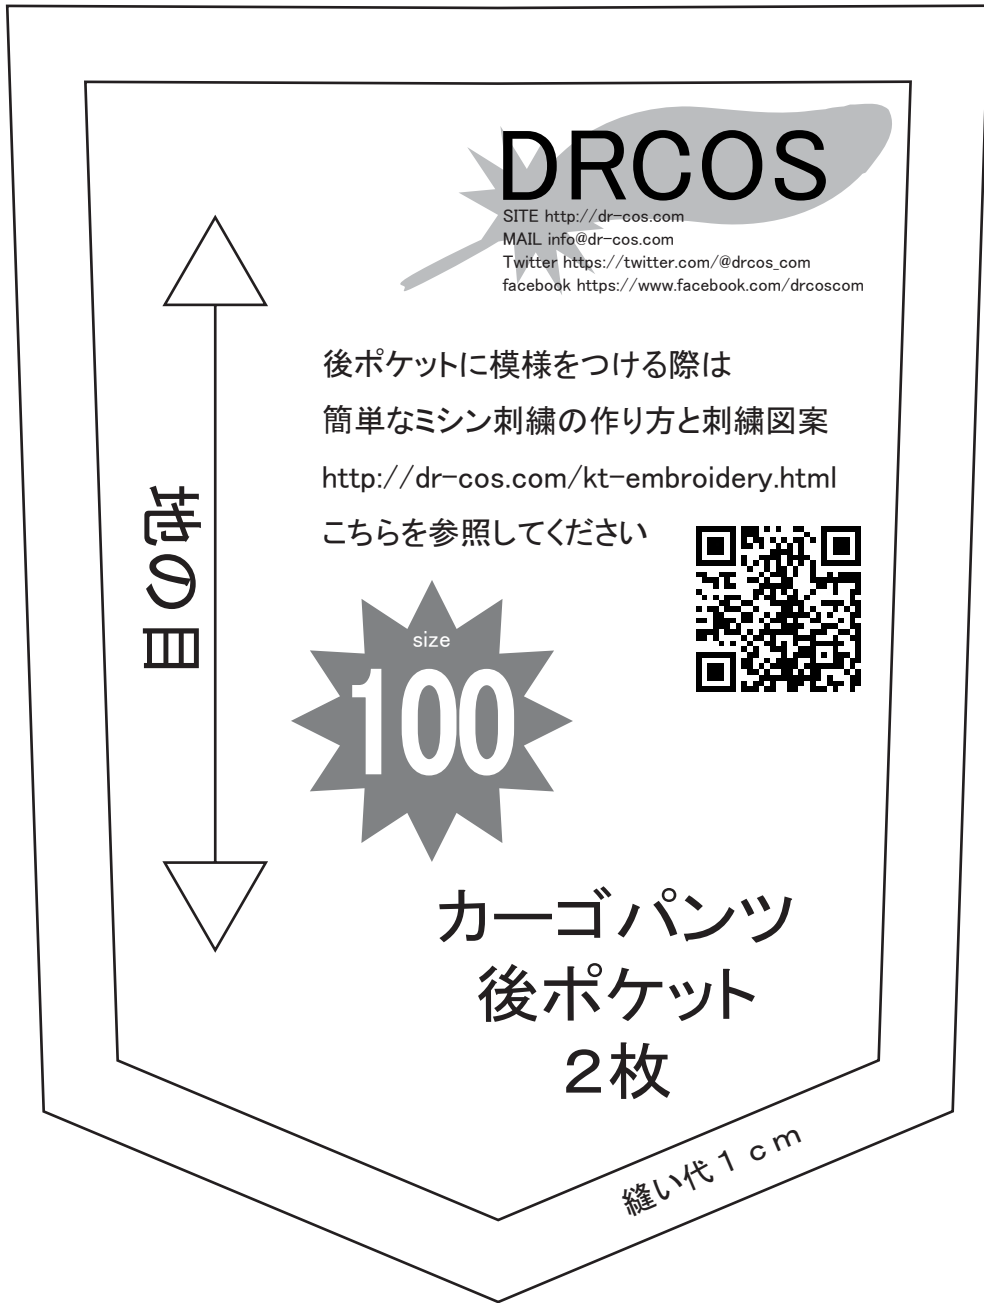 DRCOS
SITE http://dr-cos.com
MAIL info@dr-cos.com
Twitter https://twitter.com/@drcos_com
facebook https://www.facebook.com/drcoscom
後ポケットに模様をつける際は
簡単なミシン刺繍の作り方と刺繍図案
http://dr-cos.com/kt-embroidery.html
こちらを参照してください
地の目
size
100
カーゴパンツ
後ポケット
2枚
縫い代1cm